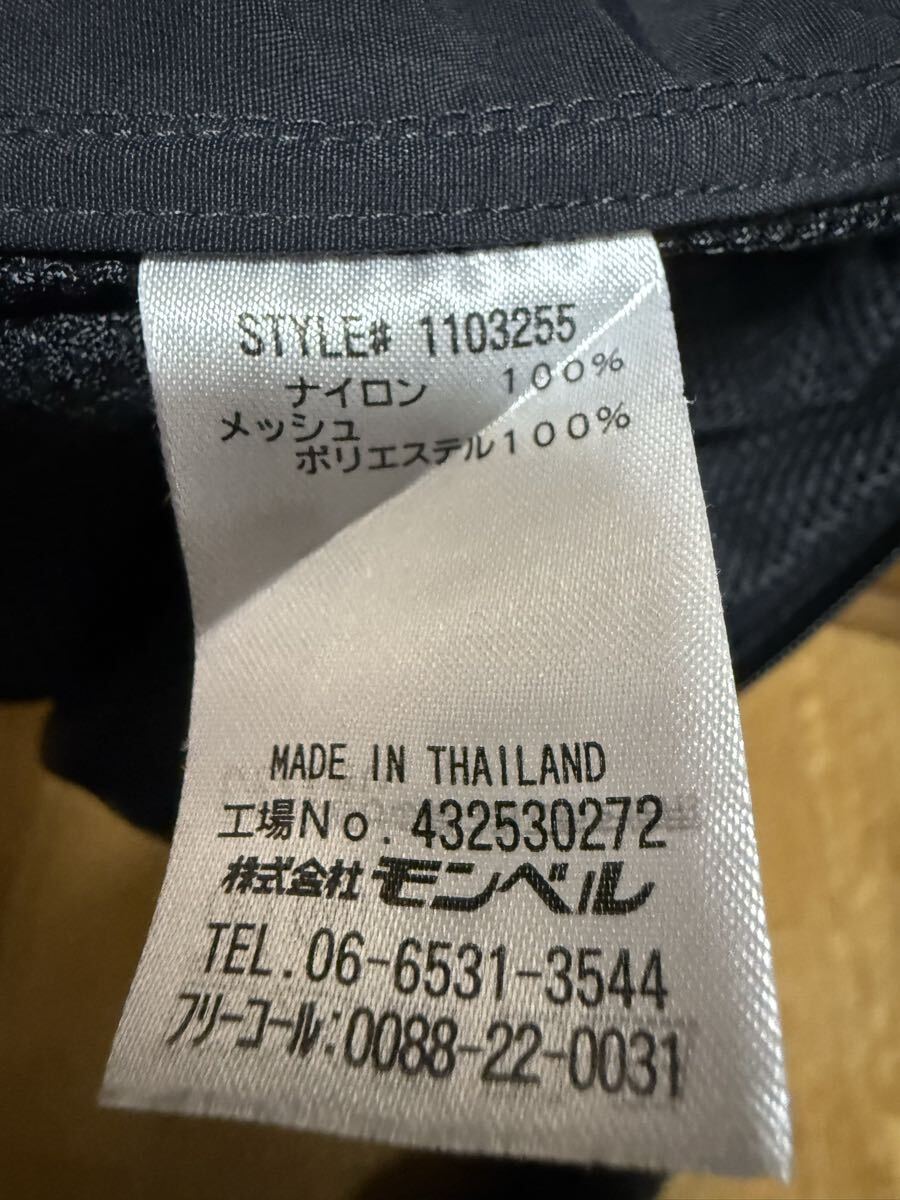 STYLE# 1103255
ナイロン 100%
メッシュ
ポリエステル100%
MADE IN THAILAND
工場No. 432530272
株式会社 モンベル
TEL. 06-6531-3544
フリーコール:0088-22-0031